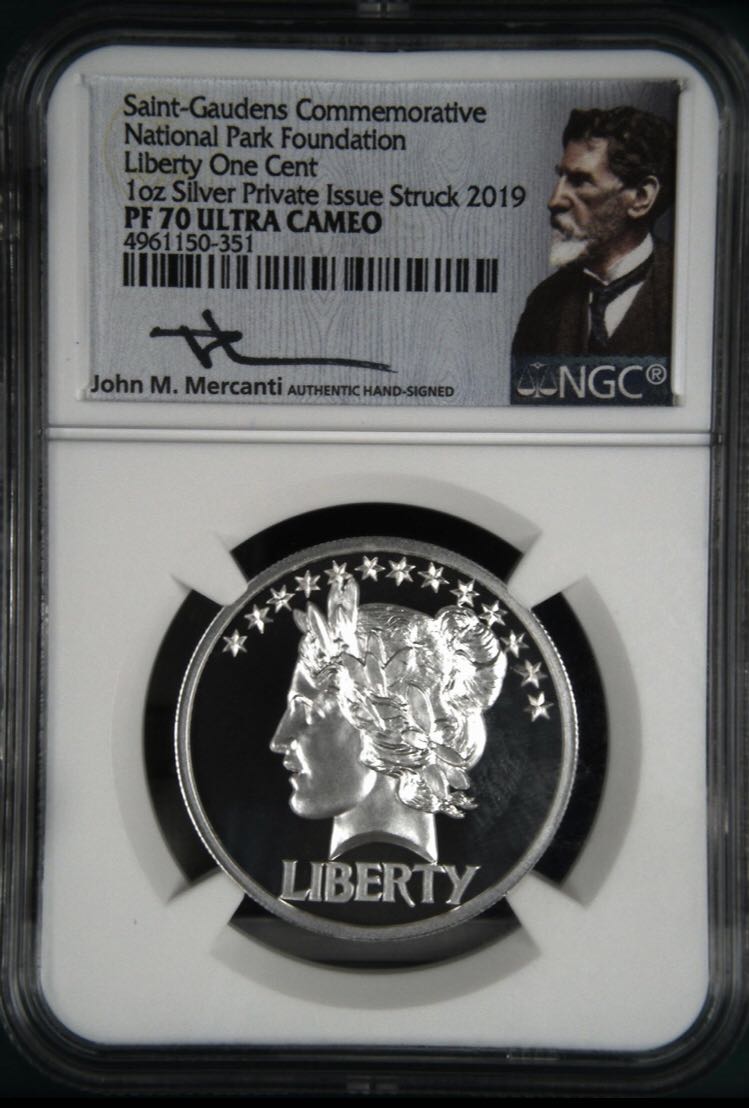 Saint-Gaudens Commemorative
National Park Foundation
Liberty One Cent
1oz Silver Private Issue Struck 2019
PF 70 ULTRA CAMEO
4961150-351
John M. Mercanti AUTHENTIC HAND-SIGNED
NGC®
LIBERTY